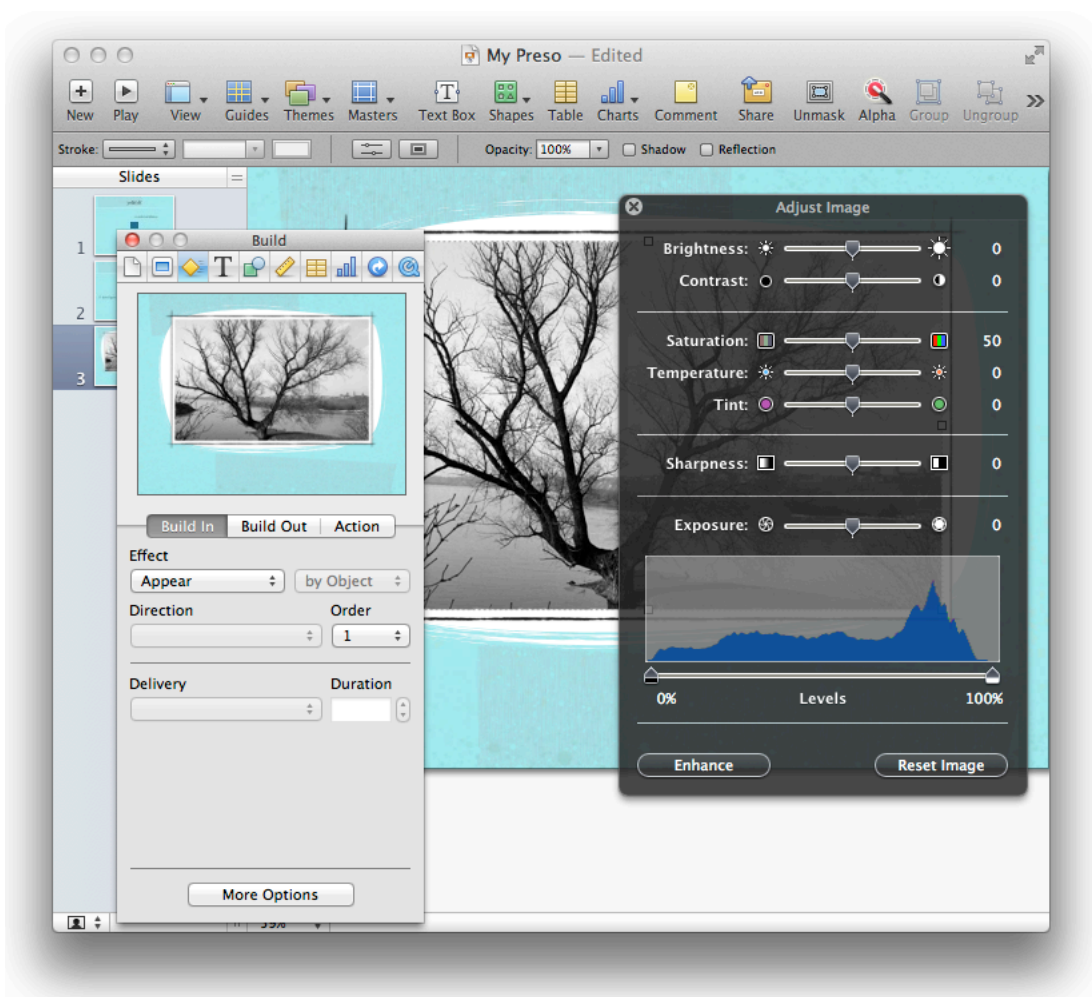 My Preso — Edited
New Play View Guides Themes Masters Text Box Shapes Table Charts Comment Share Unmask Alpha Group Ungroup
Stroke: Opacity: 100% Shadow Reflection
Slides
1
2
3
Build
Build In Build Out Action
Effect
Appear by Object
Direction Order
1
Delivery Duration
More Options
Adjust Image
Brightness: 0
Contrast: 0
Saturation: 50
Temperature: 0
Tint: 0
Sharpness: 0
Exposure: 0
0% Levels 100%
Enhance Reset Image